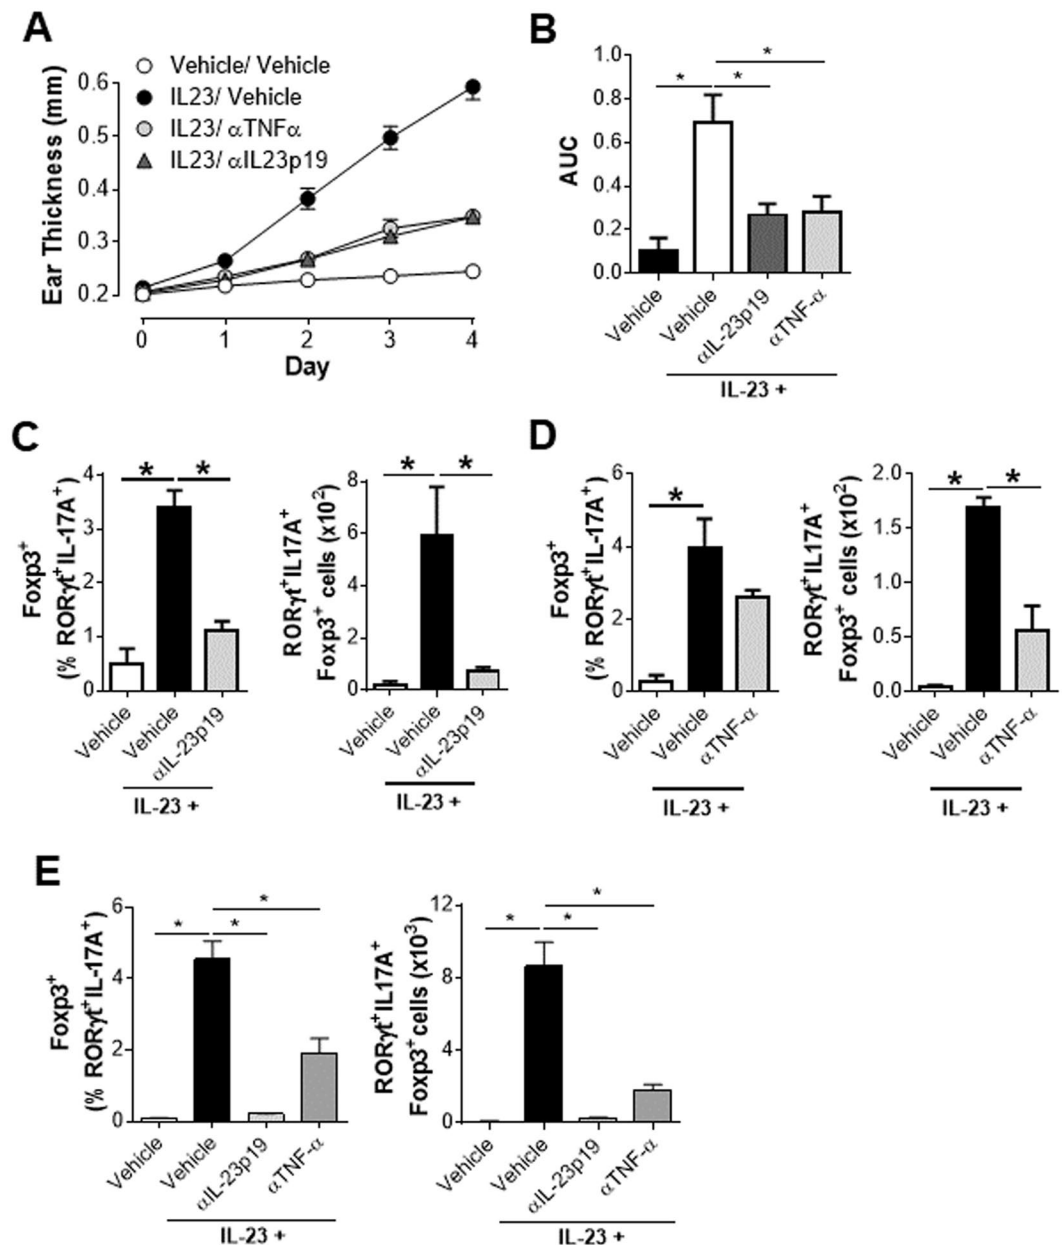 A
Ear Thickness (mm)
0.6
0.5
0.4
0.3
0.2
Vehicle/ Vehicle
IL23/ Vehicle
IL23/ αTNFα
IL23/ αIL23p19
0 1 2 3 4
Day
B
AUC
1.0
0.8
0.6
0.4
0.2
0.0
* * *
Vehicle Vehicle αIL-23p19 αTNF-α
IL-23 +
C
Foxp3⁺
(% RORγt⁺IL-17A⁺)
4
3
2
1
0
* *
Vehicle Vehicle αIL-23p19
IL-23 +
RORγt⁺IL17A⁺
Foxp3⁺ cells (x10²)
8
6
4
2
0
* *
Vehicle Vehicle αIL-23p19
IL-23 +
D
Foxp3⁺
(% RORγt⁺IL-17A⁺)
6
4
2
0
*
Vehicle Vehicle αTNF-α
IL-23 +
RORγt⁺IL17A⁺
Foxp3⁺ cells (x10²)
2.0
1.5
1.0
0.5
0.0
* *
Vehicle Vehicle αTNF-α
IL-23 +
E
Foxp3⁺
(% RORγt⁺IL-17A⁺)
6
4
2
0
* * *
Vehicle Vehicle αIL-23p19 αTNF-α
IL-23 +
RORγt⁺IL17A⁺
Foxp3⁺ cells (x10³)
12
8
4
0
* * *
Vehicle Vehicle αIL-23p19 αTNF-α
IL-23 +